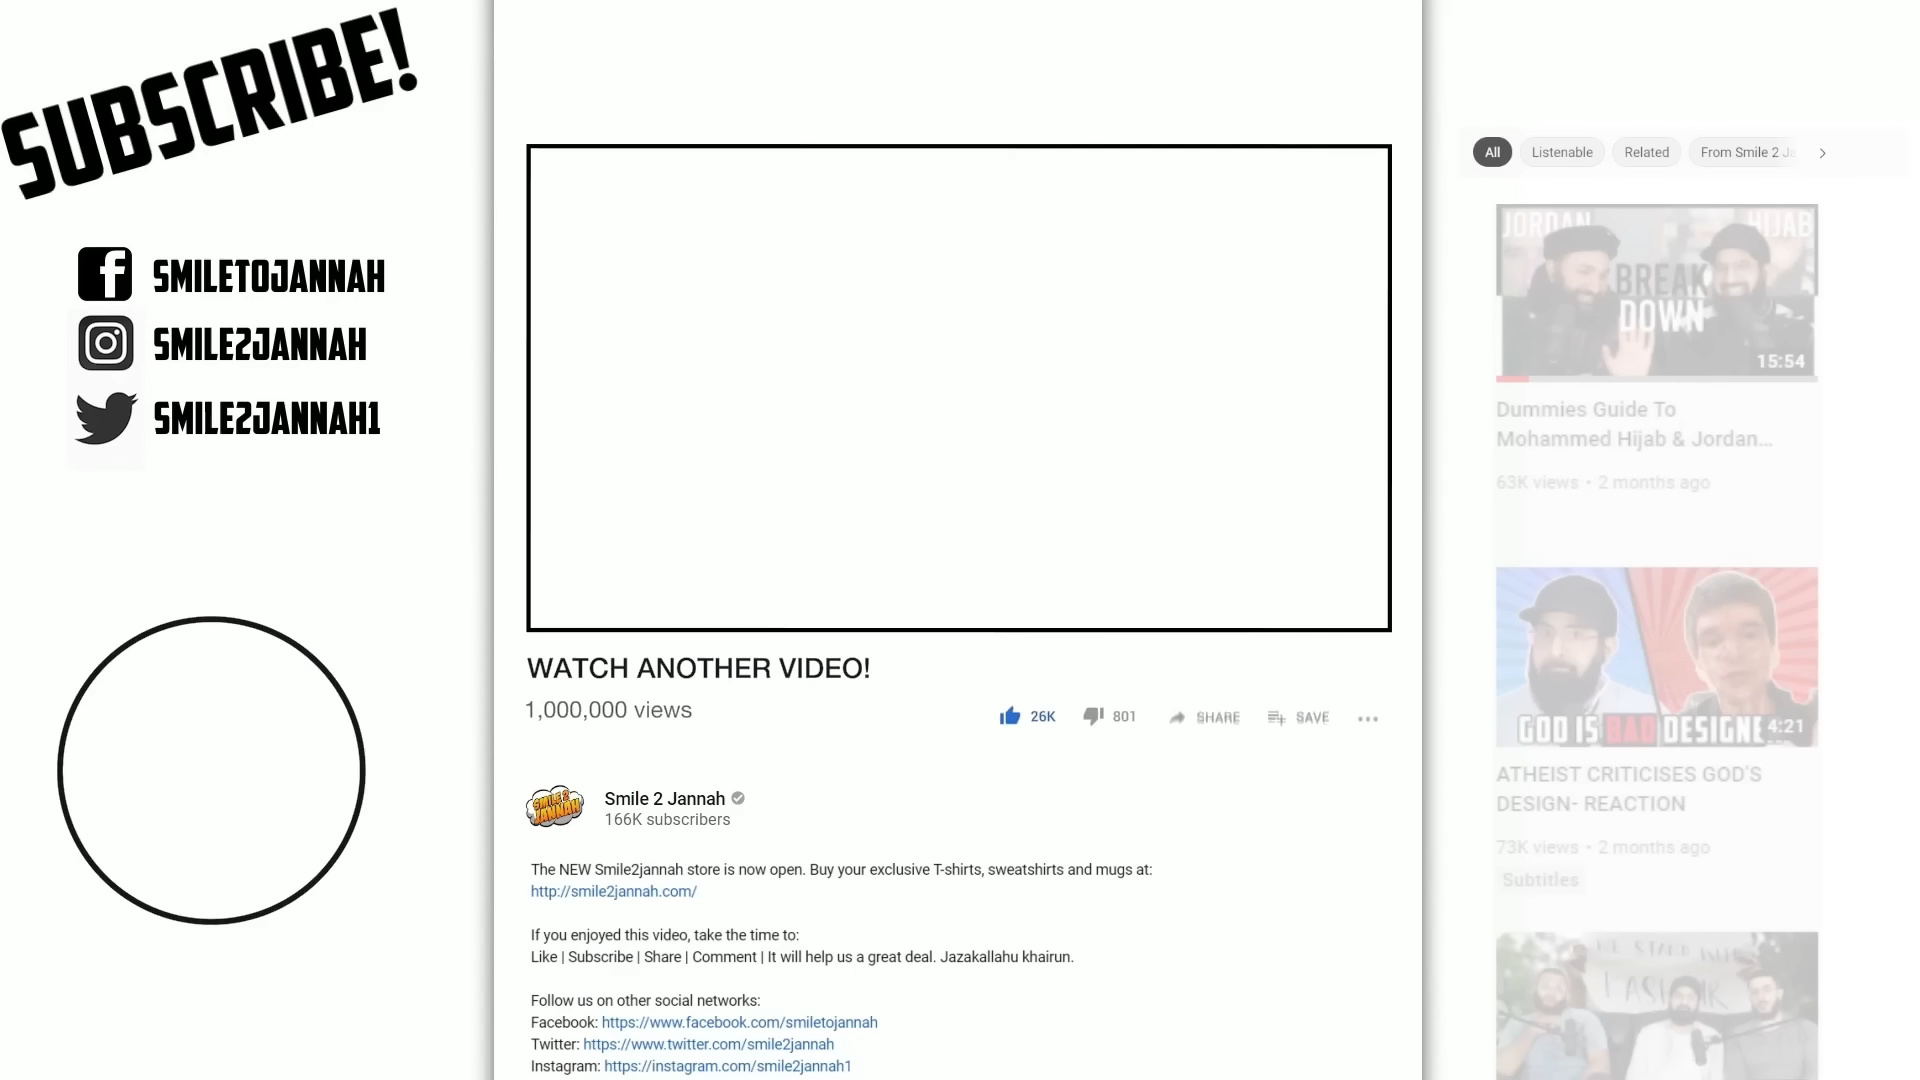 SUBSCRIBE!
SMILETOJANNAH
SMILE2JANNAH
SMILE2JANNAH1
WATCH ANOTHER VIDEO!
1,000,000 views
26K
801
SHARE
SAVE
SMILE 2 JANNAH
Smile 2 Jannah
166K subscribers
The NEW Smile2jannah store is now open. Buy your exclusive T-shirts, sweatshirts and mugs at:
http://smile2jannah.com/
If you enjoyed this video, take the time to:
Like | Subscribe | Share | Comment | It will help us a great deal. Jazakallahu khairun.
Follow us on other social networks:
Facebook: https://www.facebook.com/smiletojannah
Twitter: https://www.twitter.com/smile2jannah
Instagram: https://instagram.com/smile2jannah1
All
Listenable
Related
From Smile 2 Ja
JORDAN
HIJAB
BREAK
DOWN
15:54
Dummies Guide To
Mohammed Hijab & Jordan...
63K views • 2 months ago
GOD IS BAD DESIGNE
4:21
ATHEIST CRITICISES GOD'S
DESIGN- REACTION
73K views • 2 months ago
Subtitles